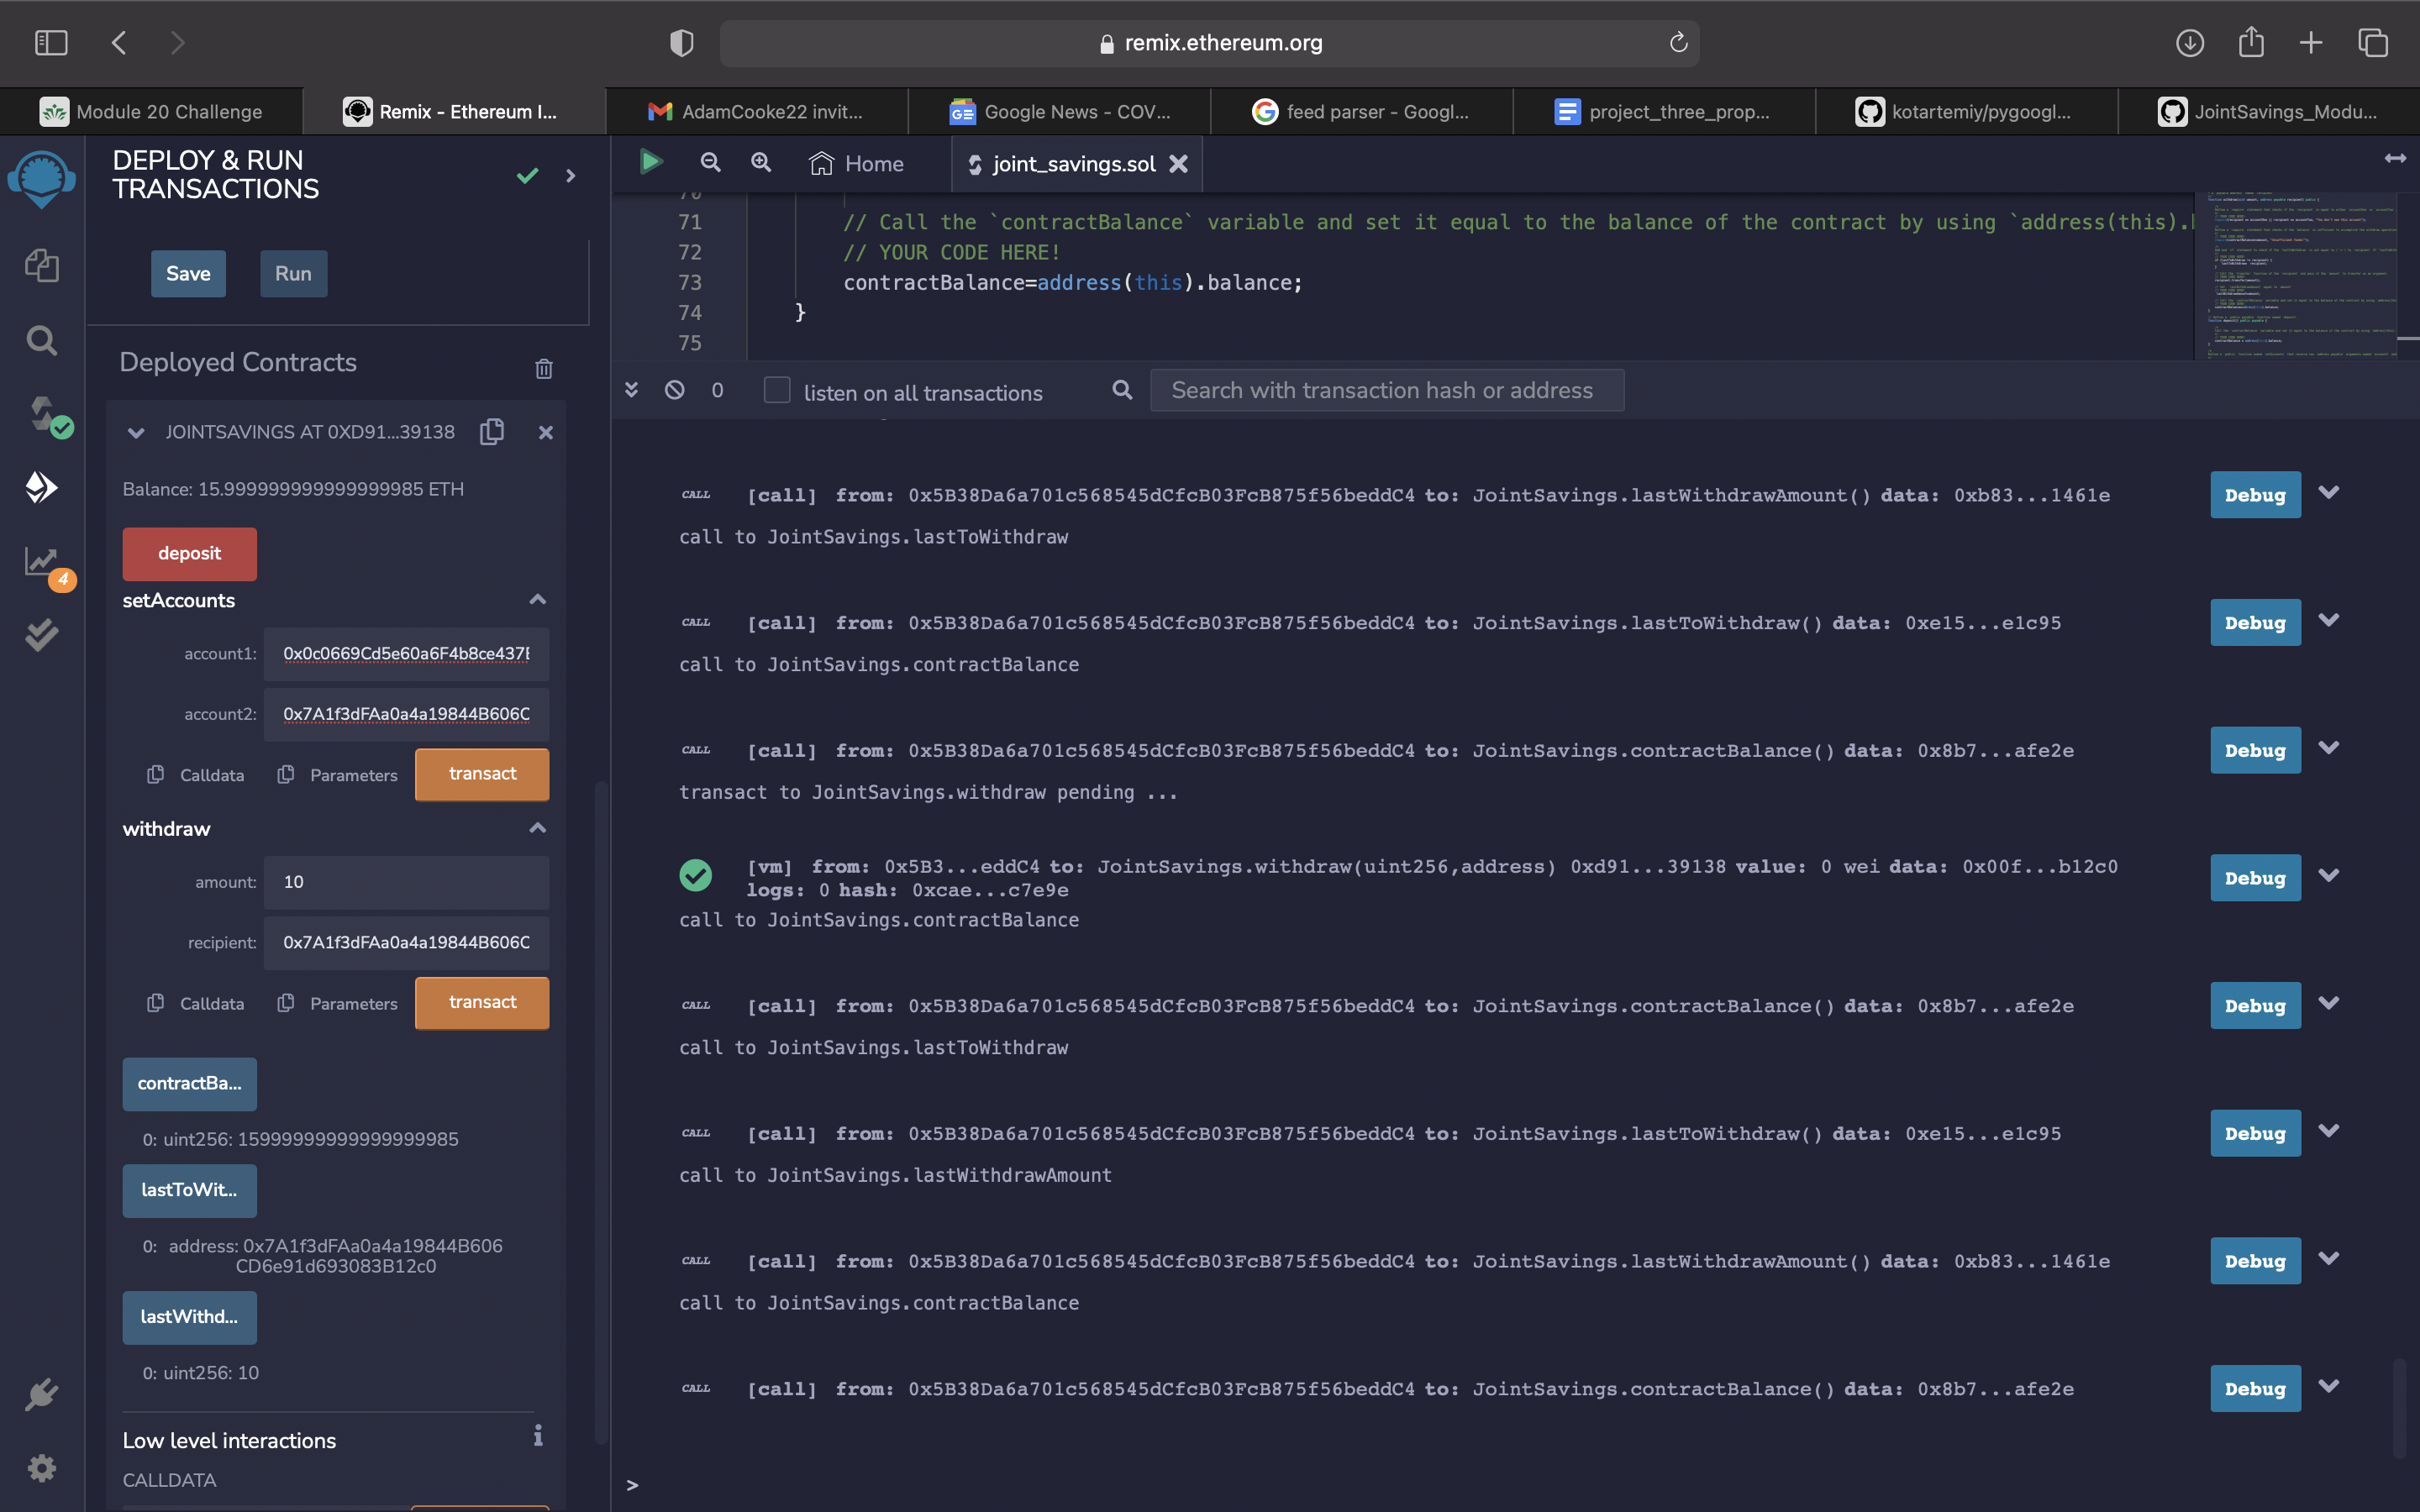 remix.ethereum.org
Module 20 Challenge
Remix - Ethereum I...
AdamCooke22 invit...
Google News - COV...
feed parser - Googl...
project_three_prop...
kotartemiy/pygoogl...
JointSavings_Modu...
DEPLOY & RUN
TRANSACTIONS
Save
Run
Deployed Contracts
JOINTSAVINGS AT 0XD91...39138
Balance: 15.999999999999999985 ETH
deposit
setAccounts
account1: 0x0c0669Cd5e60a6F4b8ce437E
account2: 0x7A1f3dFAa0a4a19844B606C
Calldata Parameters transact
withdraw
amount: 10
recipient: 0x7A1f3dFAa0a4a19844B606C
Calldata Parameters transact
contractBa...
0: uint256: 15999999999999999985
lastToWit...
0: address: 0x7A1f3dFAa0a4a19844B606
CD6e91d693083B12c0
lastWithd...
0: uint256: 10
Low level interactions
CALLDATA
4
Home
joint_savings.sol
70
71 // Call the `contractBalance` variable and set it equal to the balance of the contract by using `address(this).
72 // YOUR CODE HERE!
73 contractBalance=address(this).balance;
74 }
75
0 listen on all transactions Search with transaction hash or address
CALL [call] from: 0x5B38Da6a701c568545dCfcB03FcB875f56beddC4 to: JointSavings.lastWithdrawAmount() data: 0xb83...1461e Debug
call to JointSavings.lastToWithdraw
CALL [call] from: 0x5B38Da6a701c568545dCfcB03FcB875f56beddC4 to: JointSavings.lastToWithdraw() data: 0xe15...e1c95 Debug
call to JointSavings.contractBalance
CALL [call] from: 0x5B38Da6a701c568545dCfcB03FcB875f56beddC4 to: JointSavings.contractBalance() data: 0x8b7...afe2e Debug
transact to JointSavings.withdraw pending ...
[vm] from: 0x5B3...eddC4 to: JointSavings.withdraw(uint256,address) 0xd91...39138 value: 0 wei data: 0x00f...b12c0 Debug
logs: 0 hash: 0xcae...c7e9e
call to JointSavings.contractBalance
CALL [call] from: 0x5B38Da6a701c568545dCfcB03FcB875f56beddC4 to: JointSavings.contractBalance() data: 0x8b7...afe2e Debug
call to JointSavings.lastToWithdraw
CALL [call] from: 0x5B38Da6a701c568545dCfcB03FcB875f56beddC4 to: JointSavings.lastToWithdraw() data: 0xe15...e1c95 Debug
call to JointSavings.lastWithdrawAmount
CALL [call] from: 0x5B38Da6a701c568545dCfcB03FcB875f56beddC4 to: JointSavings.lastWithdrawAmount() data: 0xb83...1461e Debug
call to JointSavings.contractBalance
CALL [call] from: 0x5B38Da6a701c568545dCfcB03FcB875f56beddC4 to: JointSavings.contractBalance() data: 0x8b7...afe2e Debug
>